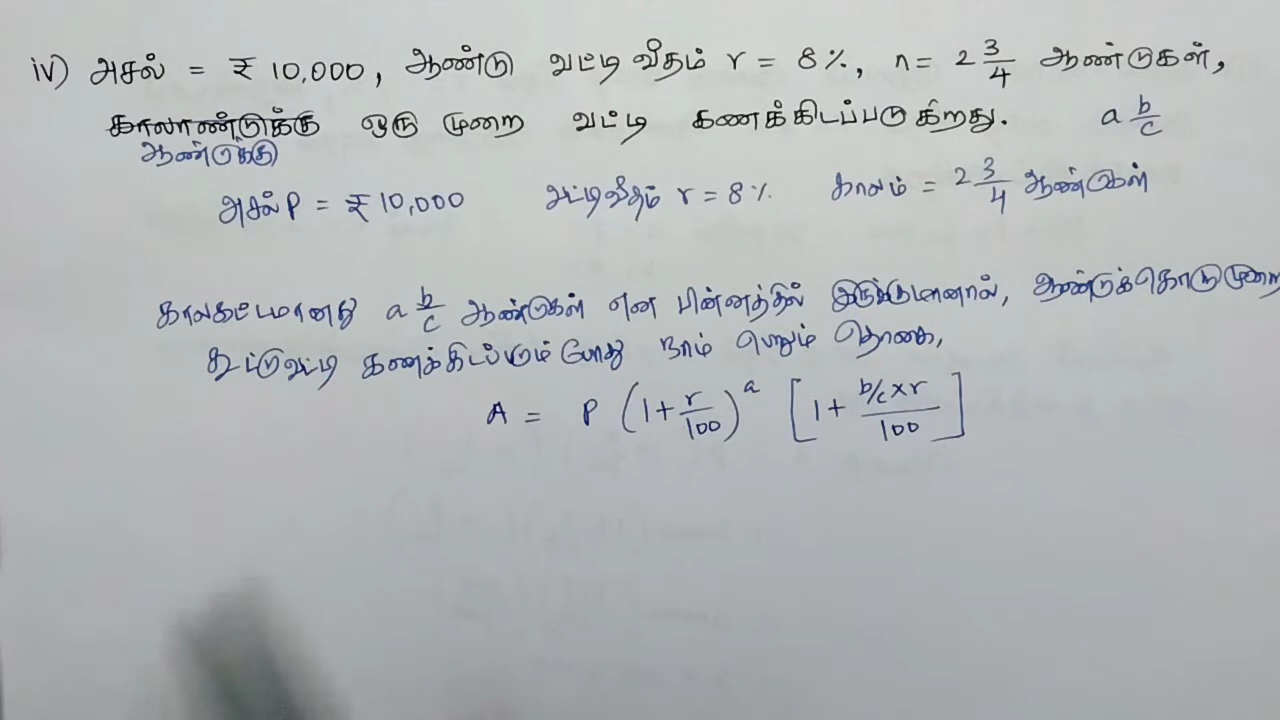 iv) அசல் = ₹ 10,000, ஆண்டு வட்டி வீதம் r = 8%, n = 2 3/4 ஆண்டுகள்,
காலாண்டுக்கு ஒரு முறை வட்டி கணக்கிடப்படுகிறது. a b/c
ஆண்டுக்கு
அசல் P = ₹ 10,000 வட்டிவீதம் r = 8% காலம் = 2 3/4 ஆண்டுகள்
காலகட்டமானது a b/c ஆண்டுகள் என பின்னத்தில் இருக்குமானால், ஆண்டுக்கொருமுறை
கூட்டுவட்டி கணக்கிடப்படும் போது நாம் பெறும் தொகை,
A = P (1 + r/100)^a [1 + (b/c × r)/100]